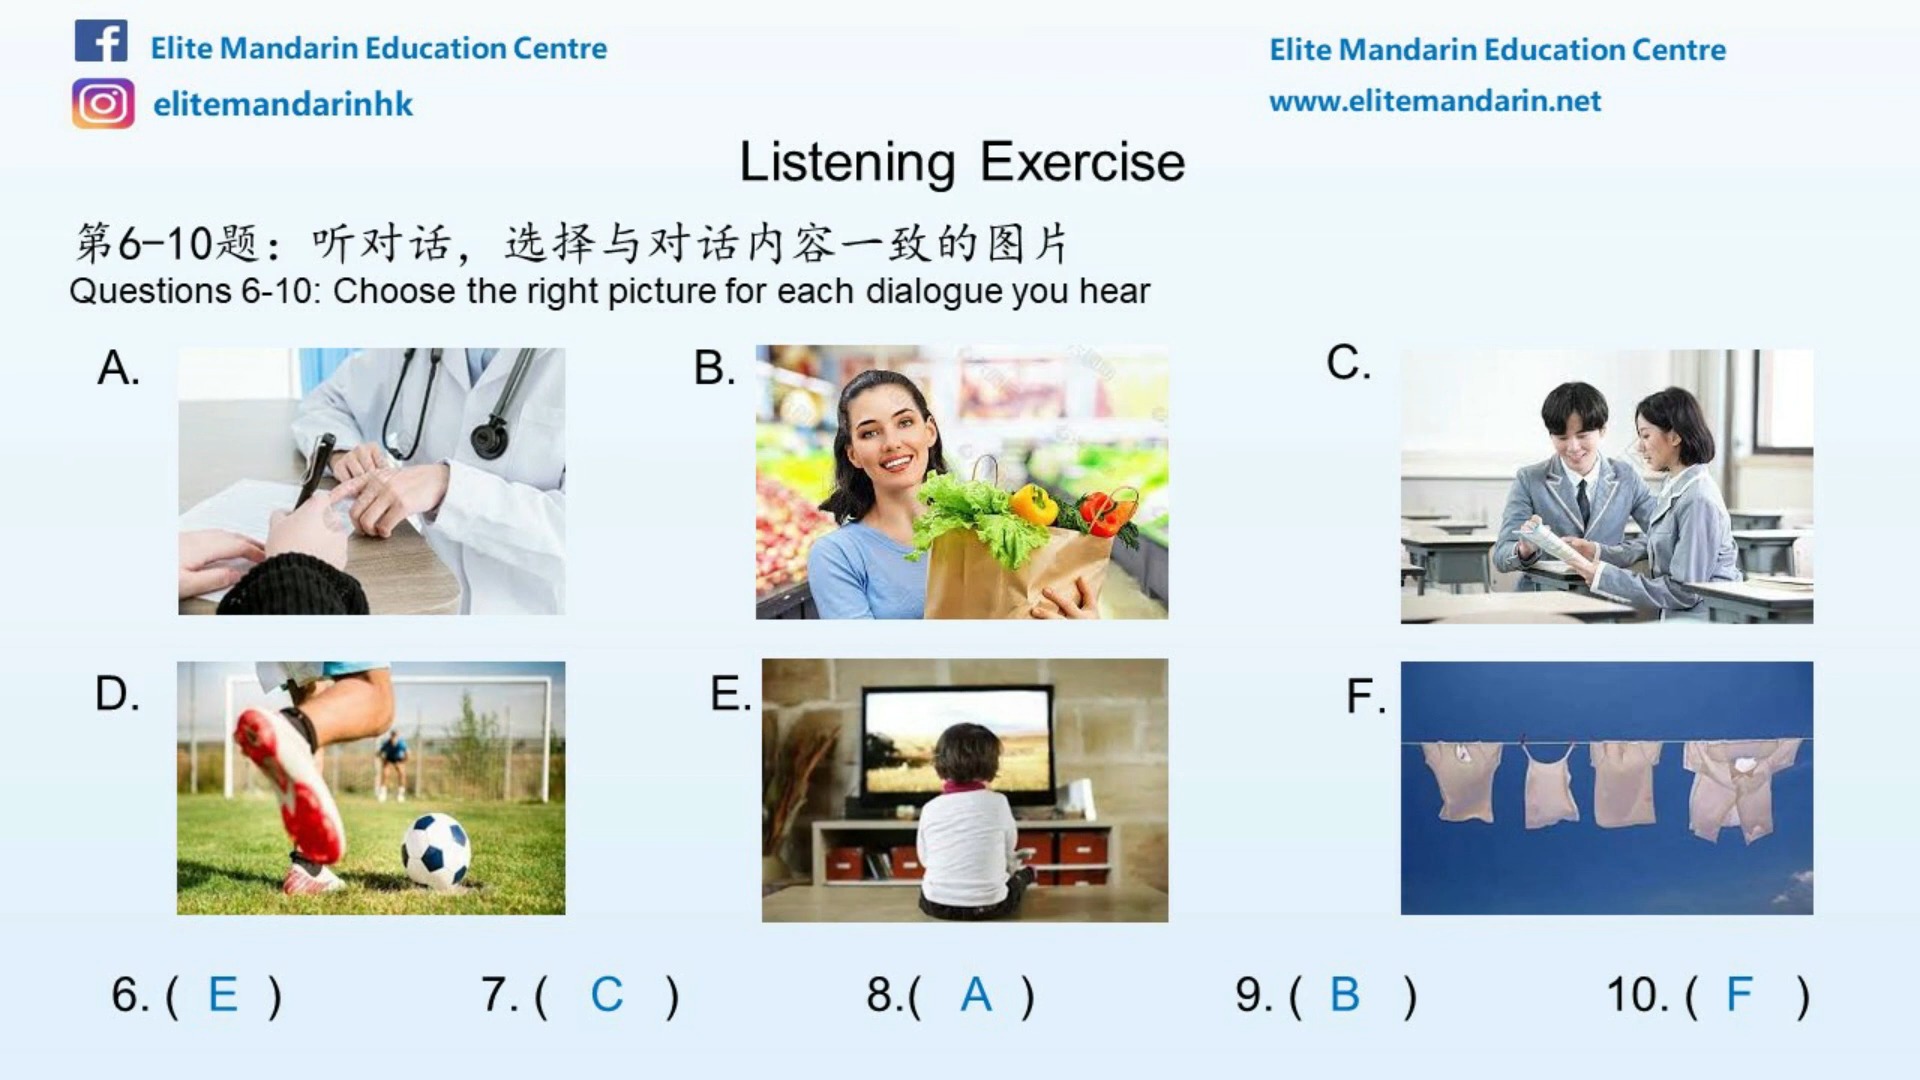 Elite Mandarin Education Centre
elitemandarinhk
Elite Mandarin Education Centre
www.elitemandarin.net
Listening Exercise
第6-10题：听对话，选择与对话内容一致的图片
Questions 6-10: Choose the right picture for each dialogue you hear
A.
B.
C.
D.
E.
F.
6. ( E )
7. ( C )
8.( A )
9. ( B )
10. ( F )